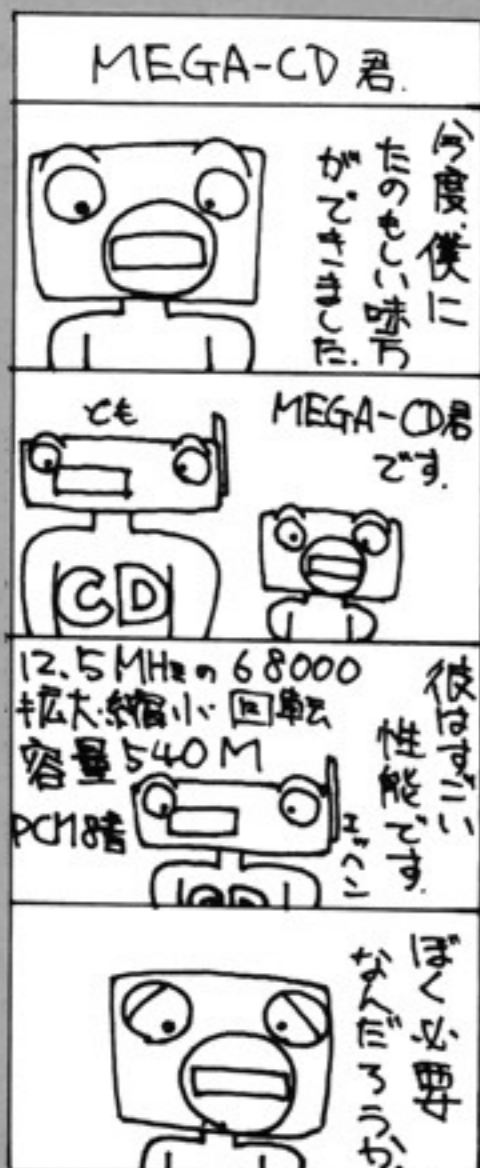 MEGA-CD君.
今度、僕に
たのもしい味方
ができました.
MEGA-CD君
です.
ども
CD
彼はすごい
性能です.
12.5MHzの68000
拡大・縮小 回転
容量540M
PCM8音
エッヘン
CD
ぼく必要
なんだろうか.